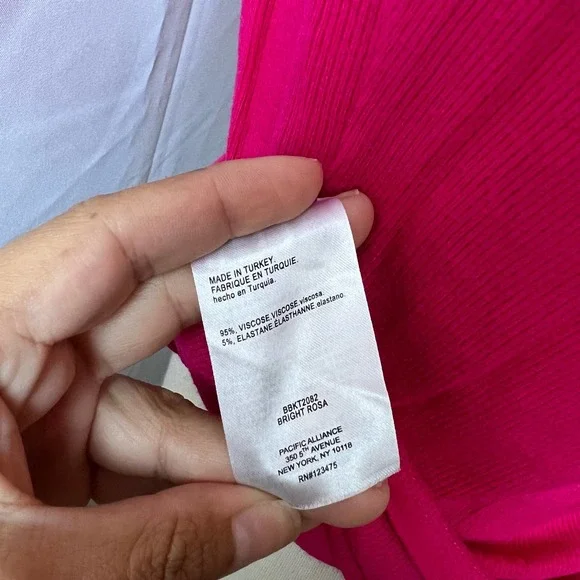 MADE IN TURKEY.
FABRIQUE EN TURQUIE.
hecho en Turquia.
95%, VISCOSE.VISCOSE.viscosa.
5%, ELASTANE.ÉLASTHANNE.elastano.
BBKT2082
BRIGHT ROSA
PACIFIC ALLIANCE
350 5TH AVENUE
NEW YORK, NY 10118
RN#123475